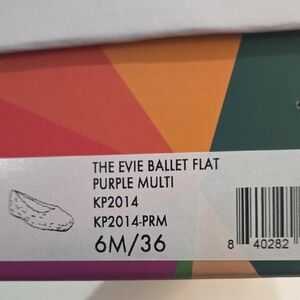 THE EVIE BALLET FLAT
PURPLE MULTI
KP2014
KP2014-PRM
6M/36
8 40282